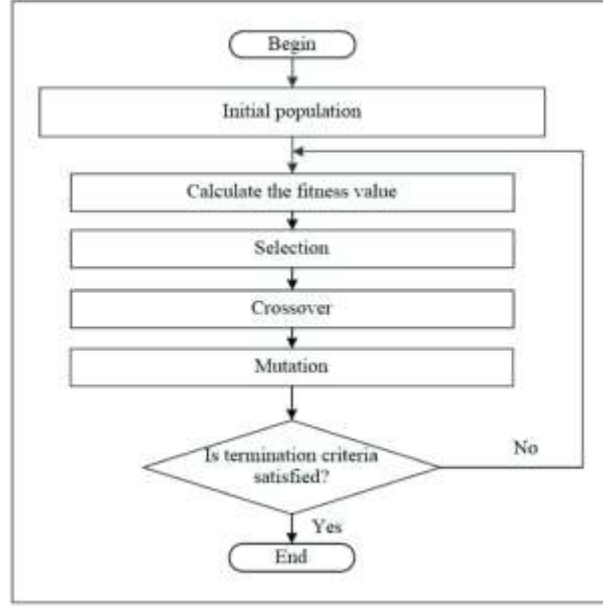 Begin
Initial population
Calculate the fitness value
Selection
Crossover
Mutation
Is termination criteria
satisfied?
No
Yes
End